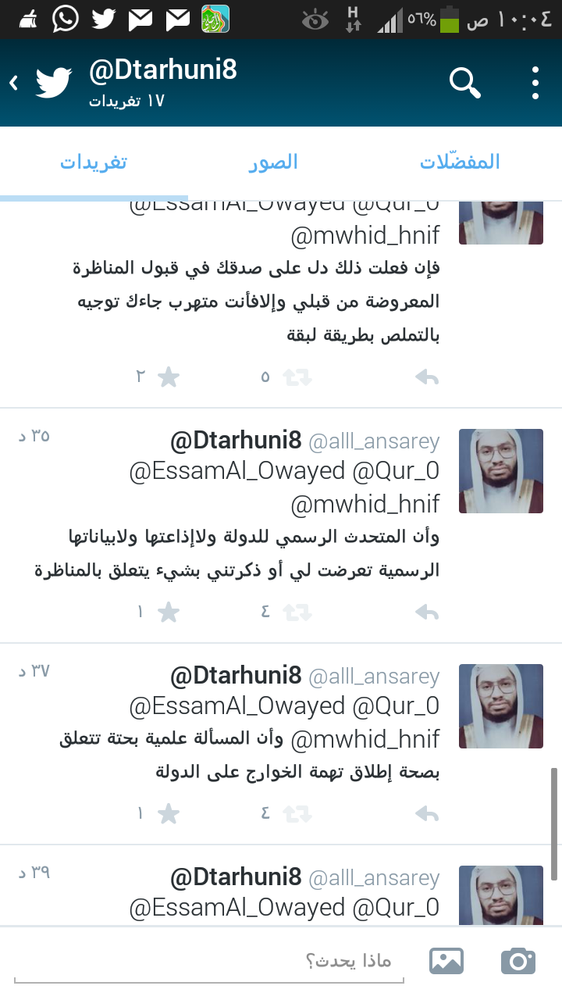 ١٠:٠٤ ص ٥٦% H
@Dtarhuni8
١٧ تغريدات
المفضّلات الصور تغريدات
@EssamAl_Owayed @Qur_0
@mwhid_hnif
فإن فعلت ذلك دل على صدقك في قبول المناظرة
المعروضة من قبلي وإلافأنت متهرب جاءك توجيه
بالتملص بطريقة لبقة
٥ ٢
@Dtarhuni8 @alll_ansarey ٣٥ د
@EssamAl_Owayed @Qur_0
@mwhid_hnif
وأن المتحدث الرسمي للدولة ولاإذاعتها ولابياناتها
الرسمية تعرضت لي أو ذكرتني بشيء يتعلق بالمناظرة
٤ ١
@Dtarhuni8 @alll_ansarey ٣٧ د
@EssamAl_Owayed @Qur_0
@mwhid_hnif وأن المسألة علمية بحتة تتعلق
بصحة إطلاق تهمة الخوارج على الدولة
٤ ١
@Dtarhuni8 @alll_ansarey ٣٩ د
@EssamAl_Owayed @Qur_0
ماذا يحدث؟